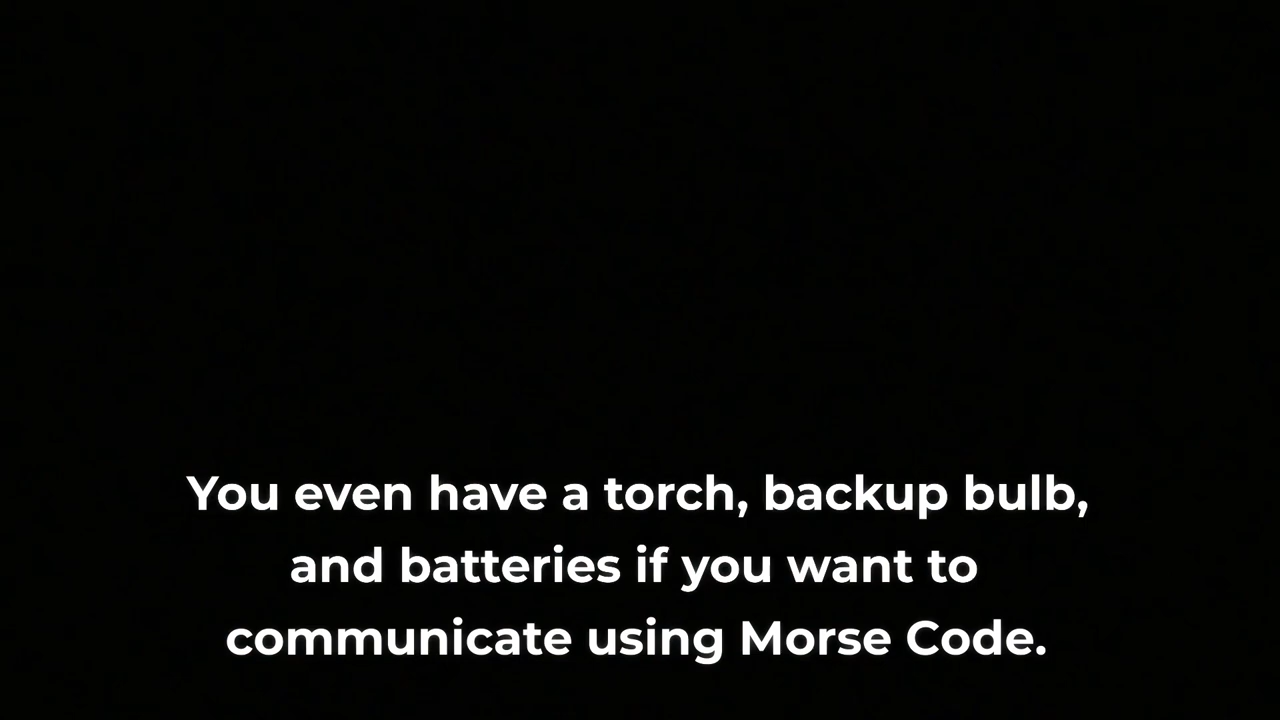 You even have a torch, backup bulb,
and batteries if you want to
communicate using Morse Code.